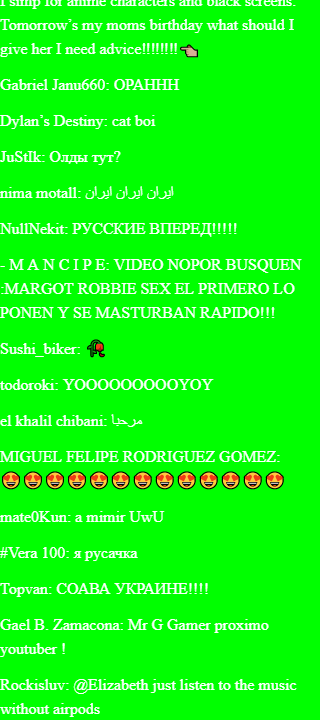 I simp for anime characters and black screens.
Tomorrow's my moms birthday what should I
give her I need advice!!!!!!!!👈🏼
Gabriel Janu660: OPAHHH
Dylan's Destiny: cat boi
JuStIk: Олды тут?
nima motall: ایران ایران ایران
NullNekit: РУССКИЕ ВПЕРЕД!!!!!
- M A N C I P E: VIDEO NOPOR BUSQUEN
:MARGOT ROBBIE SEX EL PRIMERO LO
PONEN Y SE MASTURBAN RAPIDO!!!
Sushi_biker: 🥀
todoroki: YOOOOOOOOOYOY
el khalil chibani: مرحبا
MIGUEL FELIPE RODRIGUEZ GOMEZ:
😍😍😍😍😍😍😍😍😍😍😍😍😍
mate0Kun: a mimir UwU
#Vera 100: я русачка
Topvan: СОАВА УКРАИНЕ!!!!
Gael B. Zamacona: Mr G Gamer proximo
youtuber !
Rockisluv: @Elizabeth just listen to the music
without airpods